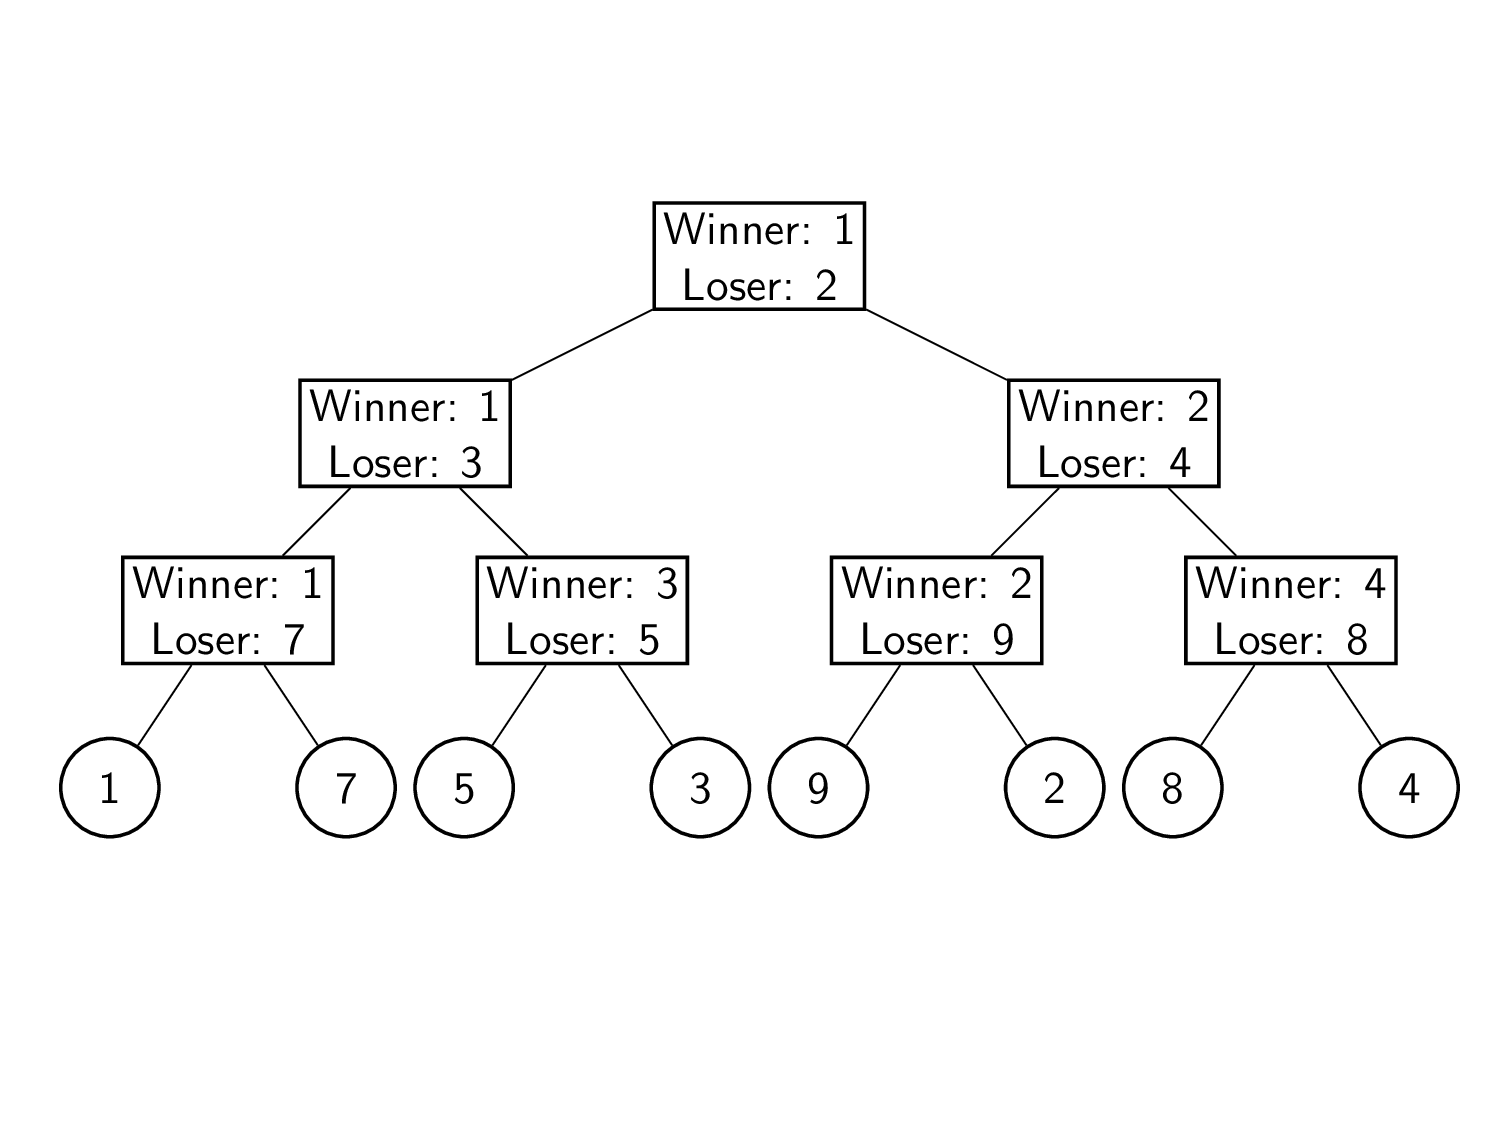 Winner: 1
Loser: 2
Winner: 1
Loser: 3
Winner: 2
Loser: 4
Winner: 1
Loser: 7
Winner: 3
Loser: 5
Winner: 2
Loser: 9
Winner: 4
Loser: 8
1
7
5
3
9
2
8
4